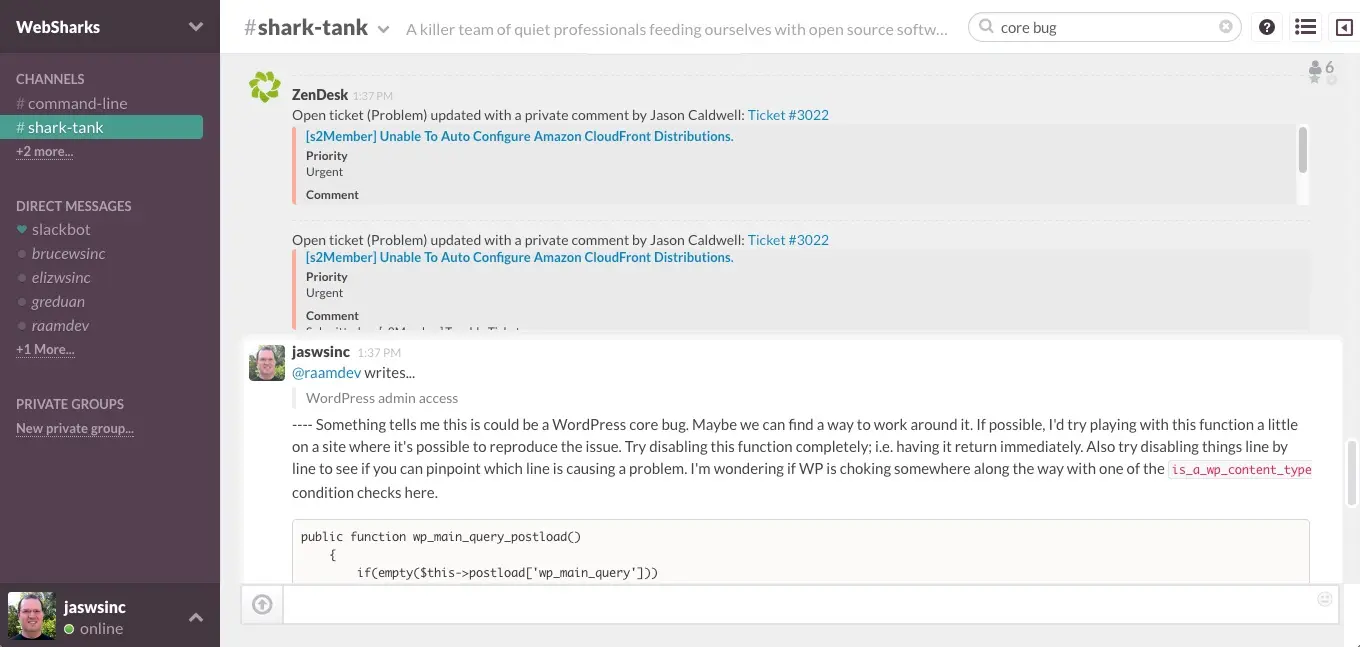 WebSharks
CHANNELS
# command-line
# shark-tank
+2 more...
DIRECT MESSAGES
slackbot
brucewsinc
elizwsinc
greduan
raamdev
+1 More...
PRIVATE GROUPS
New private group...
jaswsinc
online
#shark-tank
A killer team of quiet professionals feeding ourselves with open source softw...
core bug
6
ZenDesk 1:37 PM
Open ticket (Problem) updated with a private comment by Jason Caldwell: Ticket #3022
[s2Member] Unable To Auto Configure Amazon CloudFront Distributions.
Priority
Urgent
Comment
Open ticket (Problem) updated with a private comment by Jason Caldwell: Ticket #3022
[s2Member] Unable To Auto Configure Amazon CloudFront Distributions.
Priority
Urgent
Comment
jaswsinc 1:37 PM
@raamdev writes...
WordPress admin access
---- Something tells me this is could be a WordPress core bug. Maybe we can find a way to work around it. If possible, I'd try playing with this function a little
on a site where it's possible to reproduce the issue. Try disabling this function completely; i.e. having it return immediately. Also try disabling things line by
line to see if you can pinpoint which line is causing a problem. I'm wondering if WP is choking somewhere along the way with one of the is_a_wp_content_type
condition checks here.
public function wp_main_query_postload()
{
if(empty($this->postload['wp_main_query']))